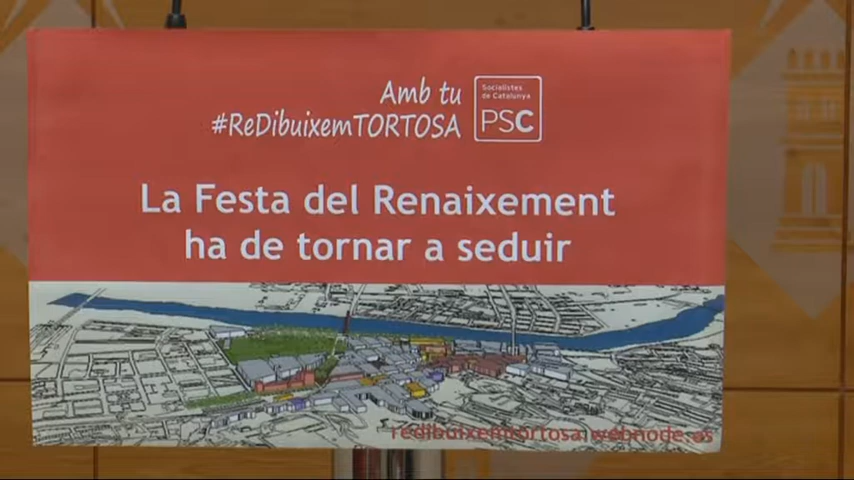 Amb tu
#ReDibuixemTORTOSA
Socialistes
de Catalunya
PSC
La Festa del Renaixement
ha de tornar a seduir
redibuixemtortosa.webnode.es